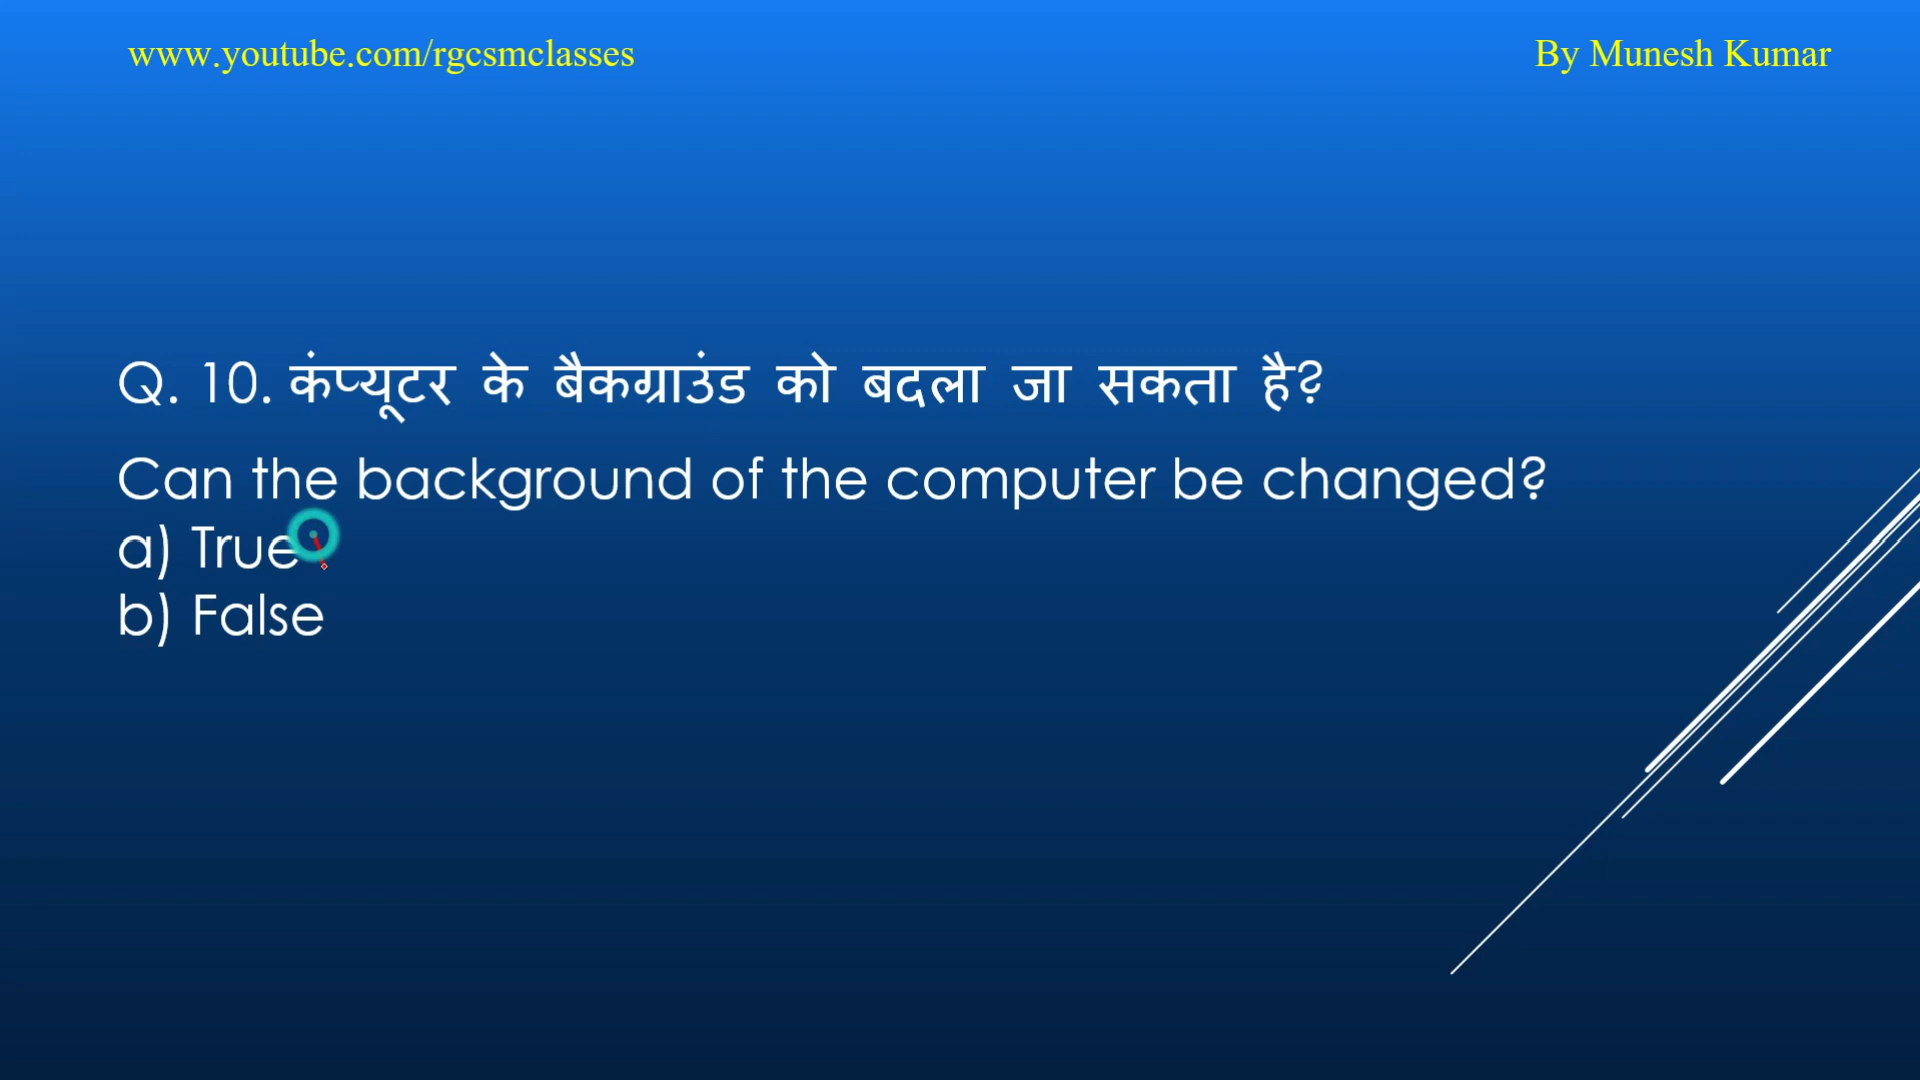 www.youtube.com/rgcsmclasses By Munesh Kumar
Q. 10. कंप्यूटर के बैकग्राउंड को बदला जा सकता है?
Can the background of the computer be changed?
a) True
b) False